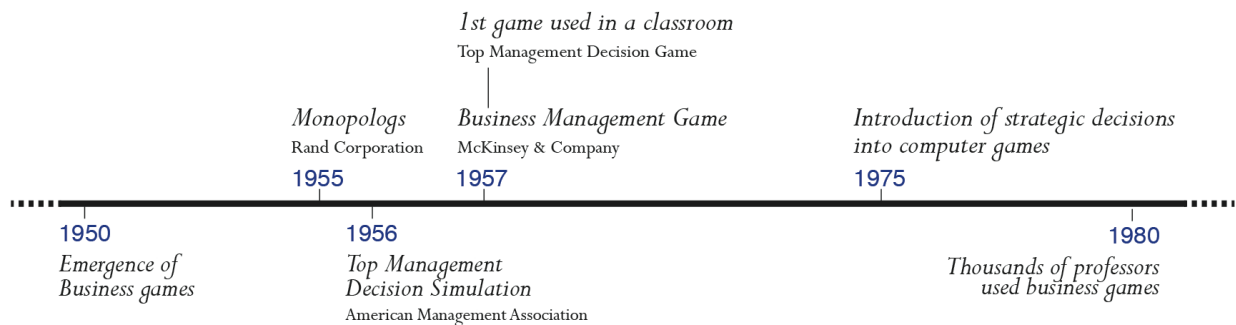 1st game used in a classroom
Top Management Decision Game
Monopologs
Rand Corporation
1955
Business Management Game
McKinsey & Company
1957
Introduction of strategic decisions
into computer games
1975
1950
Emergence of
Business games
1956
Top Management
Decision Simulation
American Management Association
1980
Thousands of professors
used business games